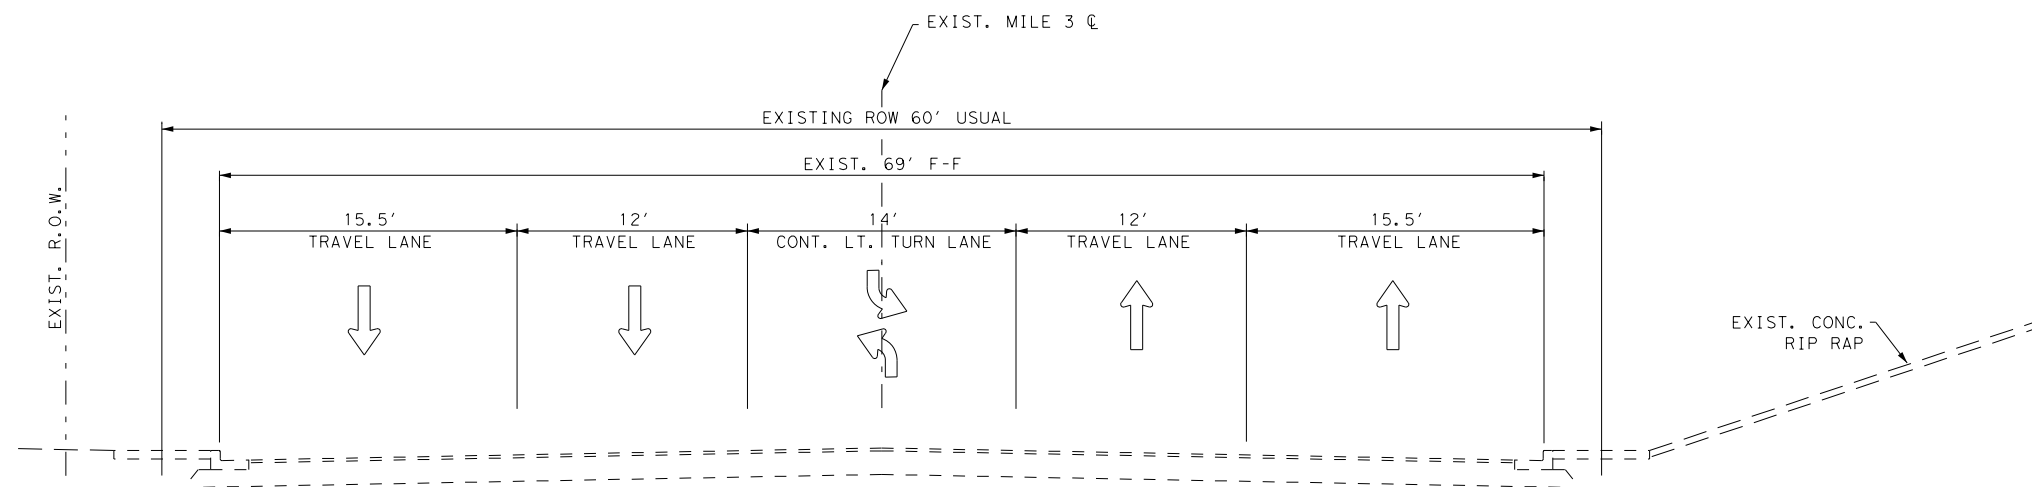 EXIST. MILE 3 ℄
EXISTING ROW 60' USUAL
EXIST. 69' F-F
EXIST. R.O.W.
15.5'
TRAVEL LANE
12'
TRAVEL LANE
14'
CONT. LT. TURN LANE
12'
TRAVEL LANE
15.5'
TRAVEL LANE
EXIST. CONC.
RIP RAP